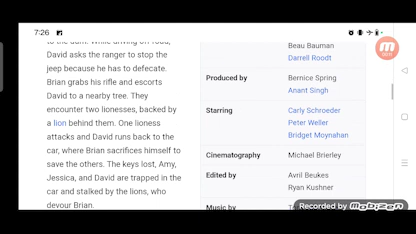 7:26
to the dam. While driving off road,
David asks the ranger to stop the
jeep because he has to defecate.
Brian grabs his rifle and escorts
David to a nearby tree. They
encounter two lionesses, backed by
a lion behind them. One lioness
attacks and David runs back to the
car, where Brian sacrifices himself to
save the others. The keys lost, Amy,
Jessica, and David are trapped in the
car and stalked by the lions, who
devour Brian.
Beau Bauman
Darrell Roodt
Produced by Bernice Spring
Anant Singh
Starring Carly Schroeder
Peter Weller
Bridget Moynahan
Cinematography Michael Brierley
Edited by Avril Beukes
Ryan Kushner
Music by
Recorded by Mobizen